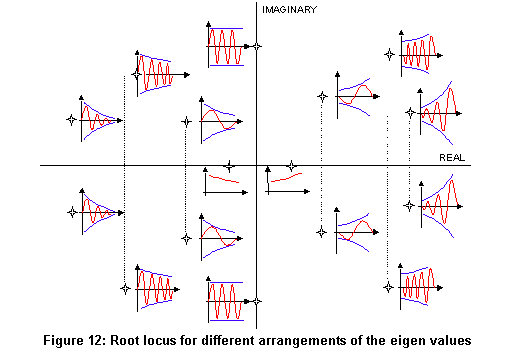 IMAGINARY
REAL
Figure 12: Root locus for different arrangements of the eigen values